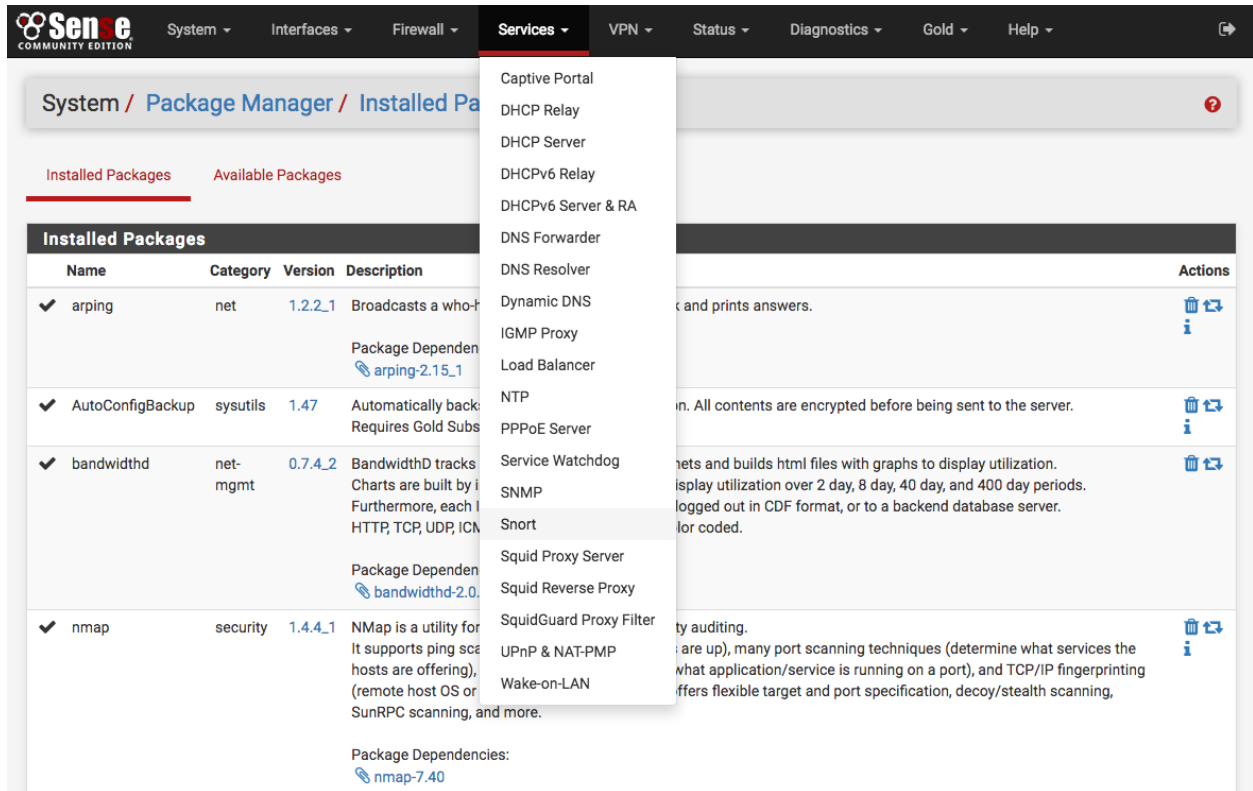 Sense
COMMUNITY EDITION
System
Interfaces
Firewall
Services
VPN
Status
Diagnostics
Gold
Help
System / Package Manager / Installed Pa
Captive Portal
DHCP Relay
DHCP Server
DHCPv6 Relay
DHCPv6 Server & RA
DNS Forwarder
DNS Resolver
Dynamic DNS
IGMP Proxy
Load Balancer
NTP
PPPoE Server
Service Watchdog
SNMP
Snort
Squid Proxy Server
Squid Reverse Proxy
SquidGuard Proxy Filter
UPnP & NAT-PMP
Wake-on-LAN
Installed Packages
Available Packages
Installed Packages
Name Category Version Description Actions
arping net 1.2.2_1 Broadcasts a who-h and prints answers.
Package Dependen
arping-2.15_1
AutoConfigBackup sysutils 1.47 Automatically back on. All contents are encrypted before being sent to the server.
Requires Gold Subs
bandwidthd net-mgmt 0.7.4_2 BandwidthD tracks nets and builds html files with graphs to display utilization.
Charts are built by i isplay utilization over 2 day, 8 day, 40 day, and 400 day periods.
Furthermore, each I logged out in CDF format, or to a backend database server.
HTTP, TCP, UDP, ICM lor coded.
Package Dependen
bandwidthd-2.0.
nmap security 1.4.4_1 NMap is a utility for ty auditing.
It supports ping sca are up), many port scanning techniques (determine what services the
hosts are offering), what application/service is running on a port), and TCP/IP fingerprinting
(remote host OS or ffers flexible target and port specification, decoy/stealth scanning,
SunRPC scanning, and more.
Package Dependencies:
nmap-7.40